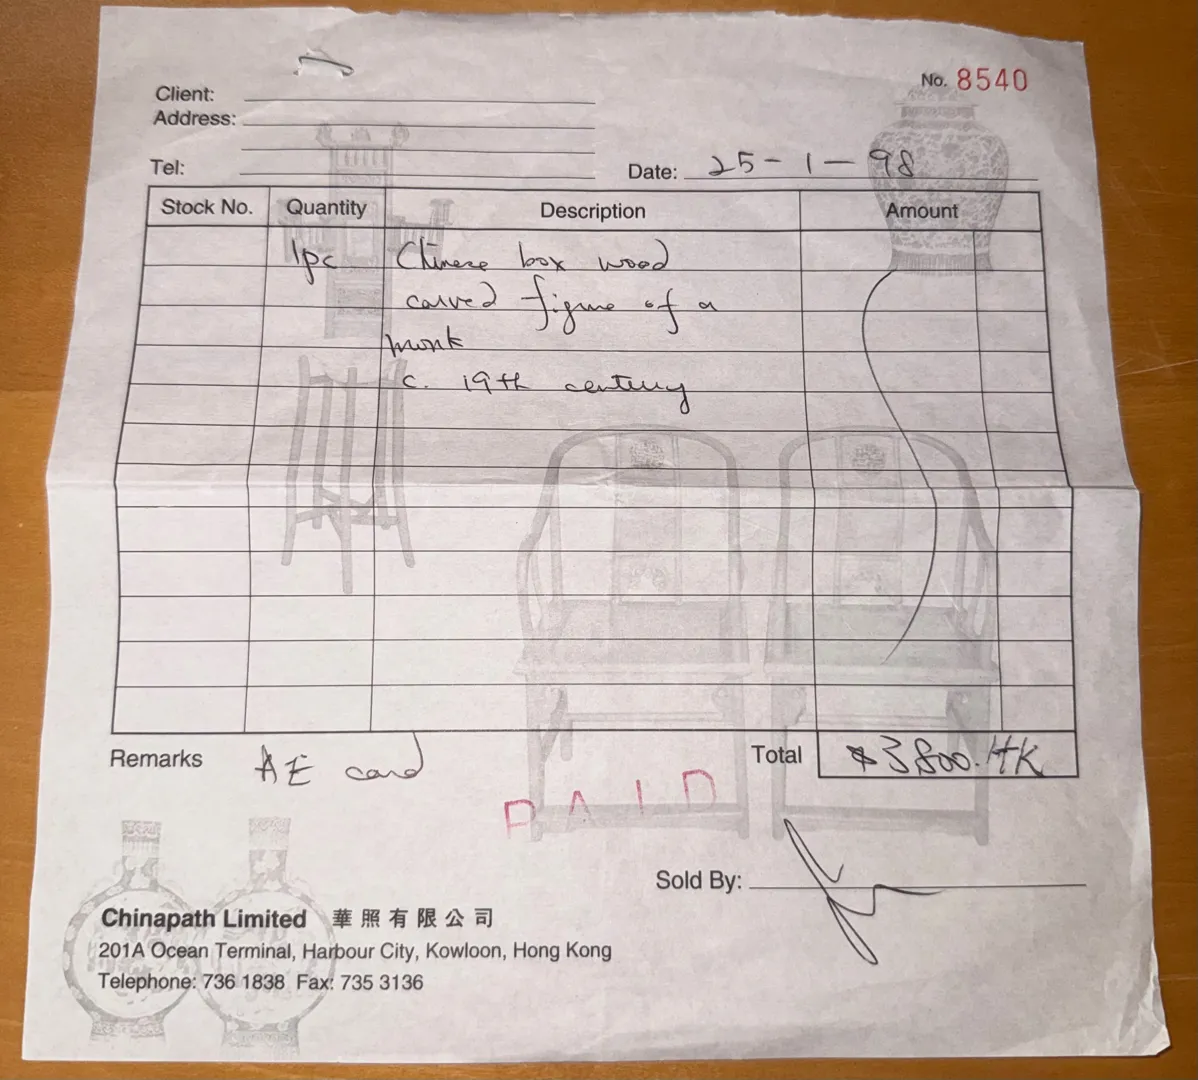 No. 8540
Client:
Address:
Tel:
Date: 25-1-98
Stock No. Quantity Description Amount
1pc Chinese box wood
carved figure of a
monk
c. 19th century
Remarks AE card
Total $3,800.HK
PAID
Sold By:
Chinapath Limited 華照有限公司
201A Ocean Terminal, Harbour City, Kowloon, Hong Kong
Telephone: 736 1838 Fax: 735 3136